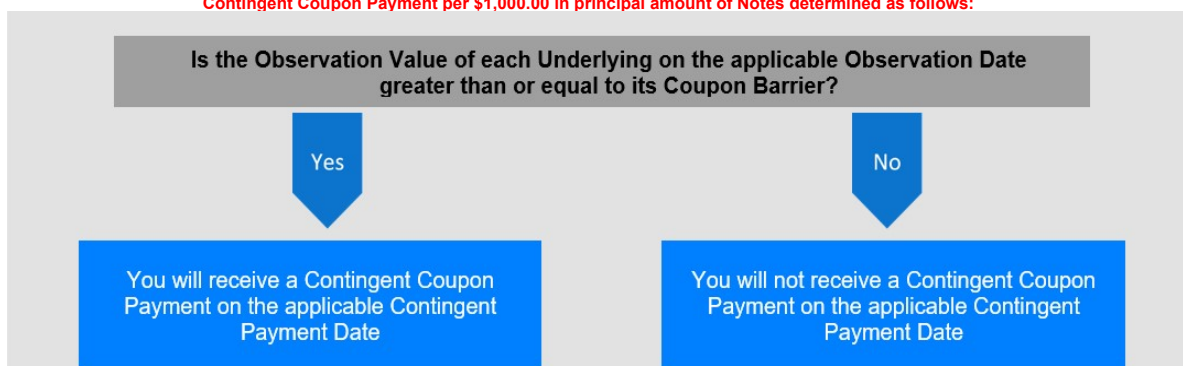 Contingent Coupon Payment per $1,000.00 in principal amount of Notes determined as follows:
Is the Observation Value of each Underlying on the applicable Observation Date
greater than or equal to its Coupon Barrier?
Yes
No
You will receive a Contingent Coupon
Payment on the applicable Contingent
Payment Date
You will not receive a Contingent Coupon
Payment on the applicable Contingent
Payment Date